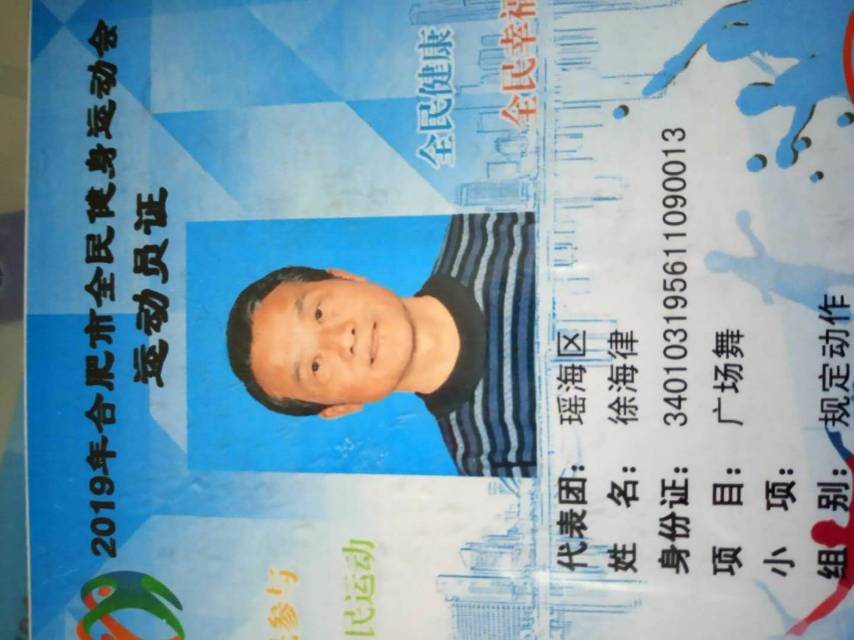 2019年合肥市全民健身运动会
运动员证
全民健康
全民幸福
参与
民运动
代表团：瑶海区
姓 名：徐海律
身份证：340103195611090013
项 目：广场舞
小 项：
组 别：规定动作